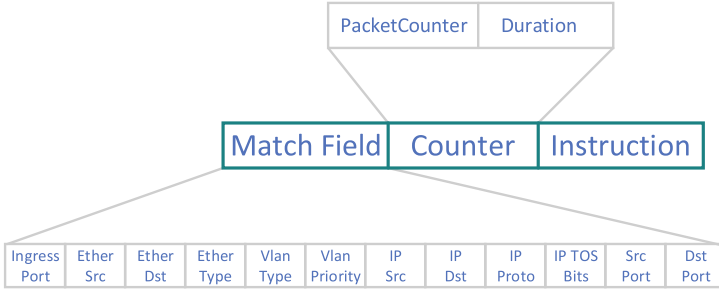 PacketCounter Duration
Match Field Counter Instruction
Ingress Ether Ether Ether Vlan Vlan IP IP IP IP TOS Src Dst
Port Src Dst Type Type Priority Src Dst Proto Bits Port Port